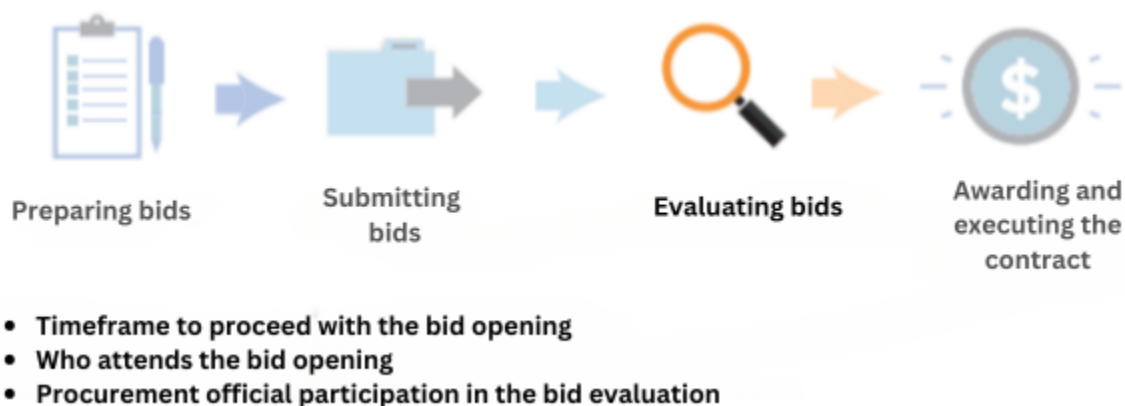 Preparing bids
Submitting
bids
Evaluating bids
Awarding and
executing the
contract
$
• Timeframe to proceed with the bid opening
• Who attends the bid opening
• Procurement official participation in the bid evaluation